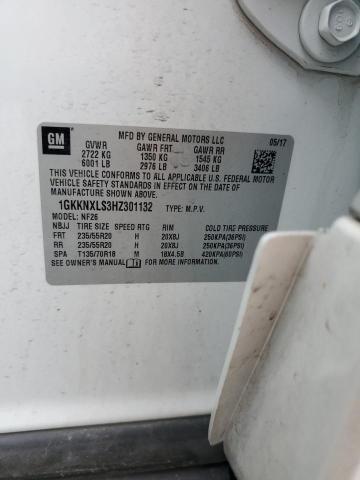 GM
MFD BY GENERAL MOTORS LLC
05/17
GVWR GAWR FRT GAWR RR
2722 KG 1350 KG 1545 KG
6001 LB 2976 LB 3406 LB
THIS VEHICLE CONFORMS TO ALL APPLICABLE U.S. FEDERAL MOTOR
VEHICLE SAFETY STANDARDS IN EFFECT ON THE DATE OF
MANUFACTURE SHOWN ABOVE.
1GKKNXLS3HZ301132 TYPE: M.P.V.
MODEL: NF26
NBJJ TIRE SIZE SPEED RTG RIM COLD TIRE PRESSURE
FRT 235/55R20 H 20X8J 250KPA(36PSI)
RR 235/55R20 H 20X8J 250KPA(36PSI)
SPA T135/70R18 M 18X4.5B 420KPA(60PSI)
SEE OWNER'S MANUAL FOR MORE INFORMATION.